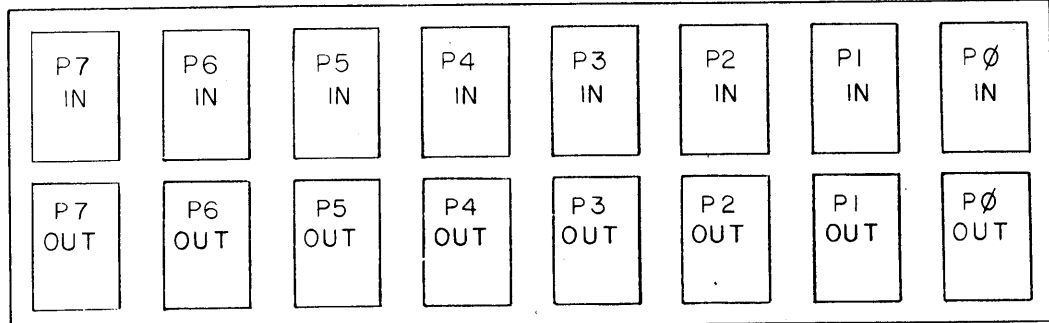 P7 P6 P5 P4 P3 P2 P1 PØ
IN IN IN IN IN IN IN IN
P7 P6 P5 P4 P3 P2 P1 PØ
OUT OUT OUT OUT OUT OUT OUT OUT